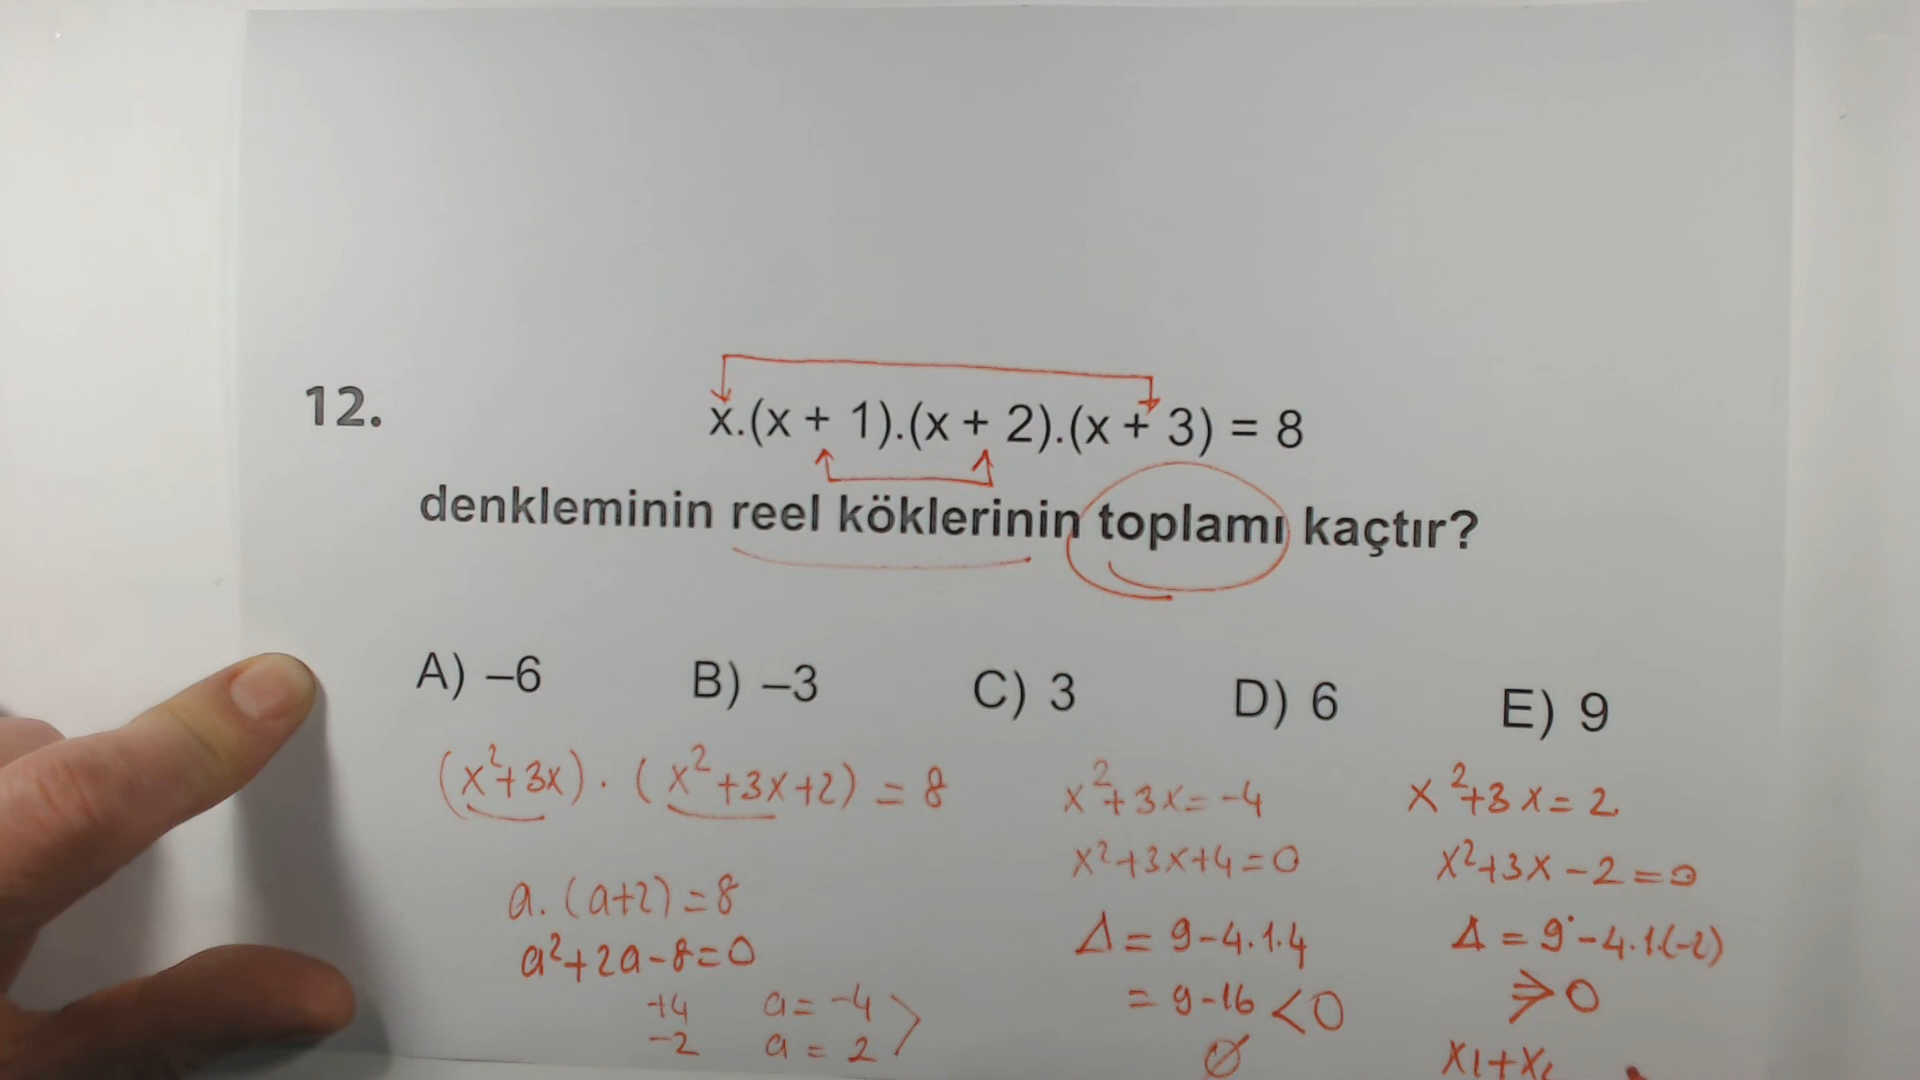 12.
x.(x + 1).(x + 2).(x + 3) = 8
denkleminin reel köklerinin toplamı kaçtır?
A) –6 B) –3 C) 3 D) 6 E) 9
(x²+3x) · (x²+3x+2) = 8
a. (a+2) = 8
a²+2a-8=0
+4 a = -4
-2 a = 2
x²+3x = -4
x²+3x+4=0
Δ = 9-4.1.4
= 9-16 <0
∅
x²+3x = 2
x²+3x-2=0
Δ = 9-4.1.(-2)
>0
x₁+x₂